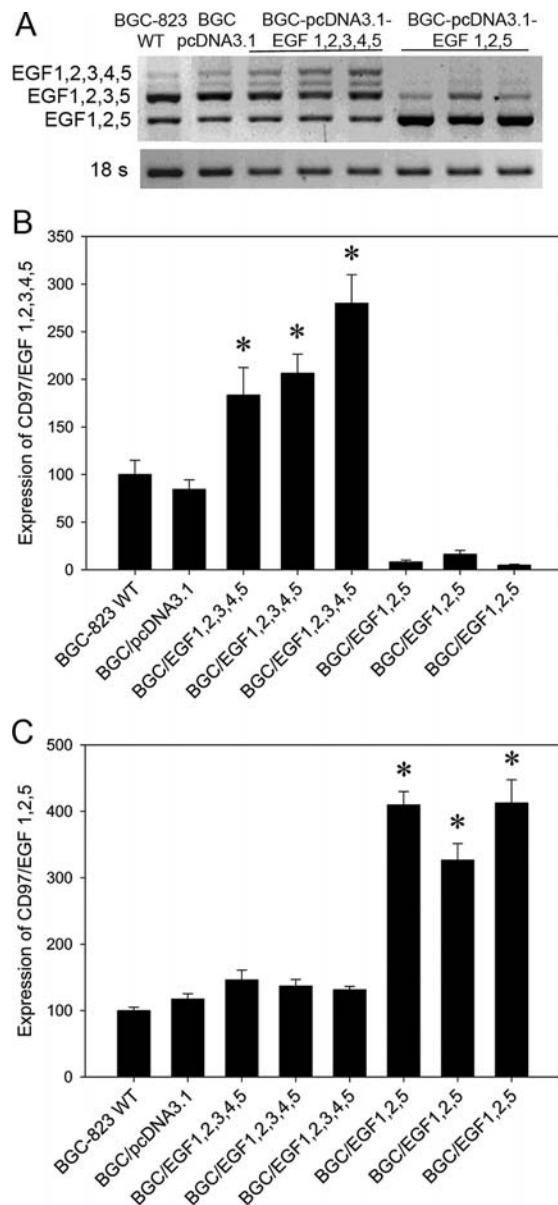 A
BGC-823 BGC BGC-pcDNA3.1- BGC-pcDNA3.1-
WT pcDNA3.1 EGF 1,2,3,4,5 EGF 1,2,5
EGF1,2,3,4,5
EGF1,2,3,5
EGF1,2,5
18 s
B
Expression of CD97/EGF 1,2,3,4,5
350
300
250
200
150
100
50
0
* * *
BGC-823 WT
BGC/pcDNA3.1
BGC/EGF1,2,3,4,5
BGC/EGF1,2,3,4,5
BGC/EGF1,2,3,4,5
BGC/EGF1,2,5
BGC/EGF1,2,5
BGC/EGF1,2,5
C
Expression of CD97/EGF 1,2,5
500
400
300
200
100
0
* * *
BGC-823 WT
BGC/pcDNA3.1
BGC/EGF1,2,3,4,5
BGC/EGF1,2,3,4,5
BGC/EGF1,2,3,4,5
BGC/EGF1,2,5
BGC/EGF1,2,5
BGC/EGF1,2,5